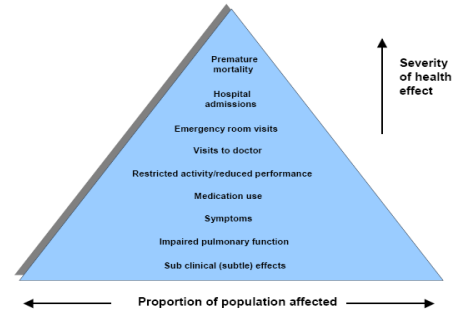 Premature
mortality
Hospital
admissions
Emergency room visits
Visits to doctor
Restricted activity/reduced performance
Medication use
Symptoms
Impaired pulmonary function
Sub clinical (subtle) effects
Severity
of health
effect
Proportion of population affected